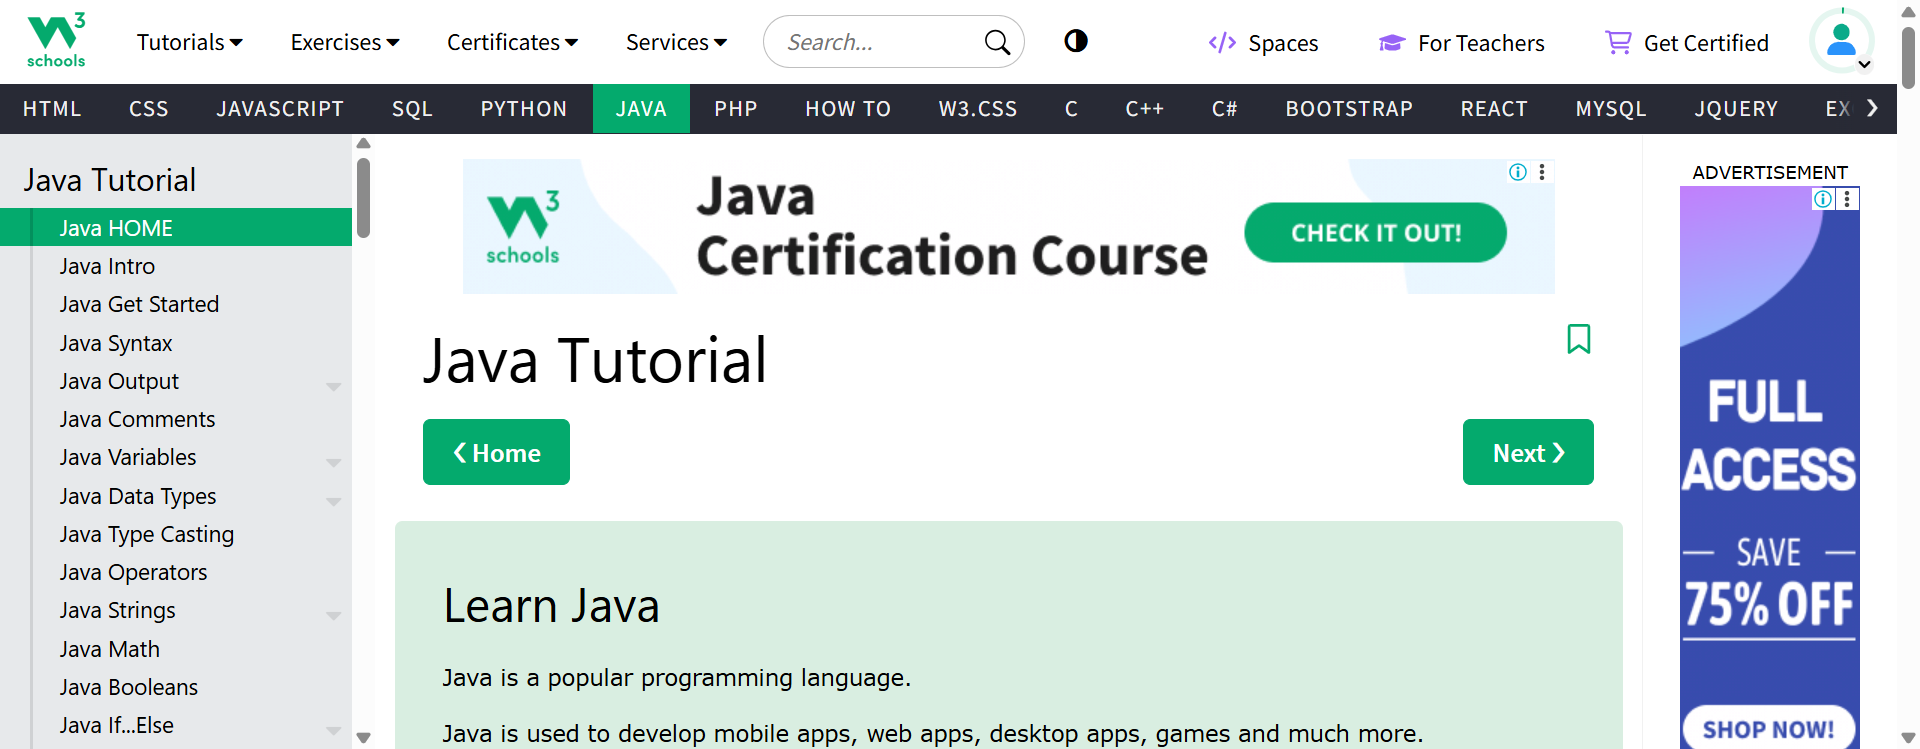 W3 schools
Tutorials Exercises Certificates Services Search... Spaces For Teachers Get Certified
HTML CSS JAVASCRIPT SQL PYTHON JAVA PHP HOW TO W3.CSS C C++ C# BOOTSTRAP REACT MYSQL JQUERY EX
Java Tutorial
Java HOME
Java Intro
Java Get Started
Java Syntax
Java Output
Java Comments
Java Variables
Java Data Types
Java Type Casting
Java Operators
Java Strings
Java Math
Java Booleans
Java If...Else
W3 schools
Java
Certification Course
CHECK IT OUT!
Java Tutorial
❮ Home
Next ❯
Learn Java
Java is a popular programming language.
Java is used to develop mobile apps, web apps, desktop apps, games and much more.
ADVERTISEMENT
FULL
ACCESS
SAVE
75% OFF
SHOP NOW!